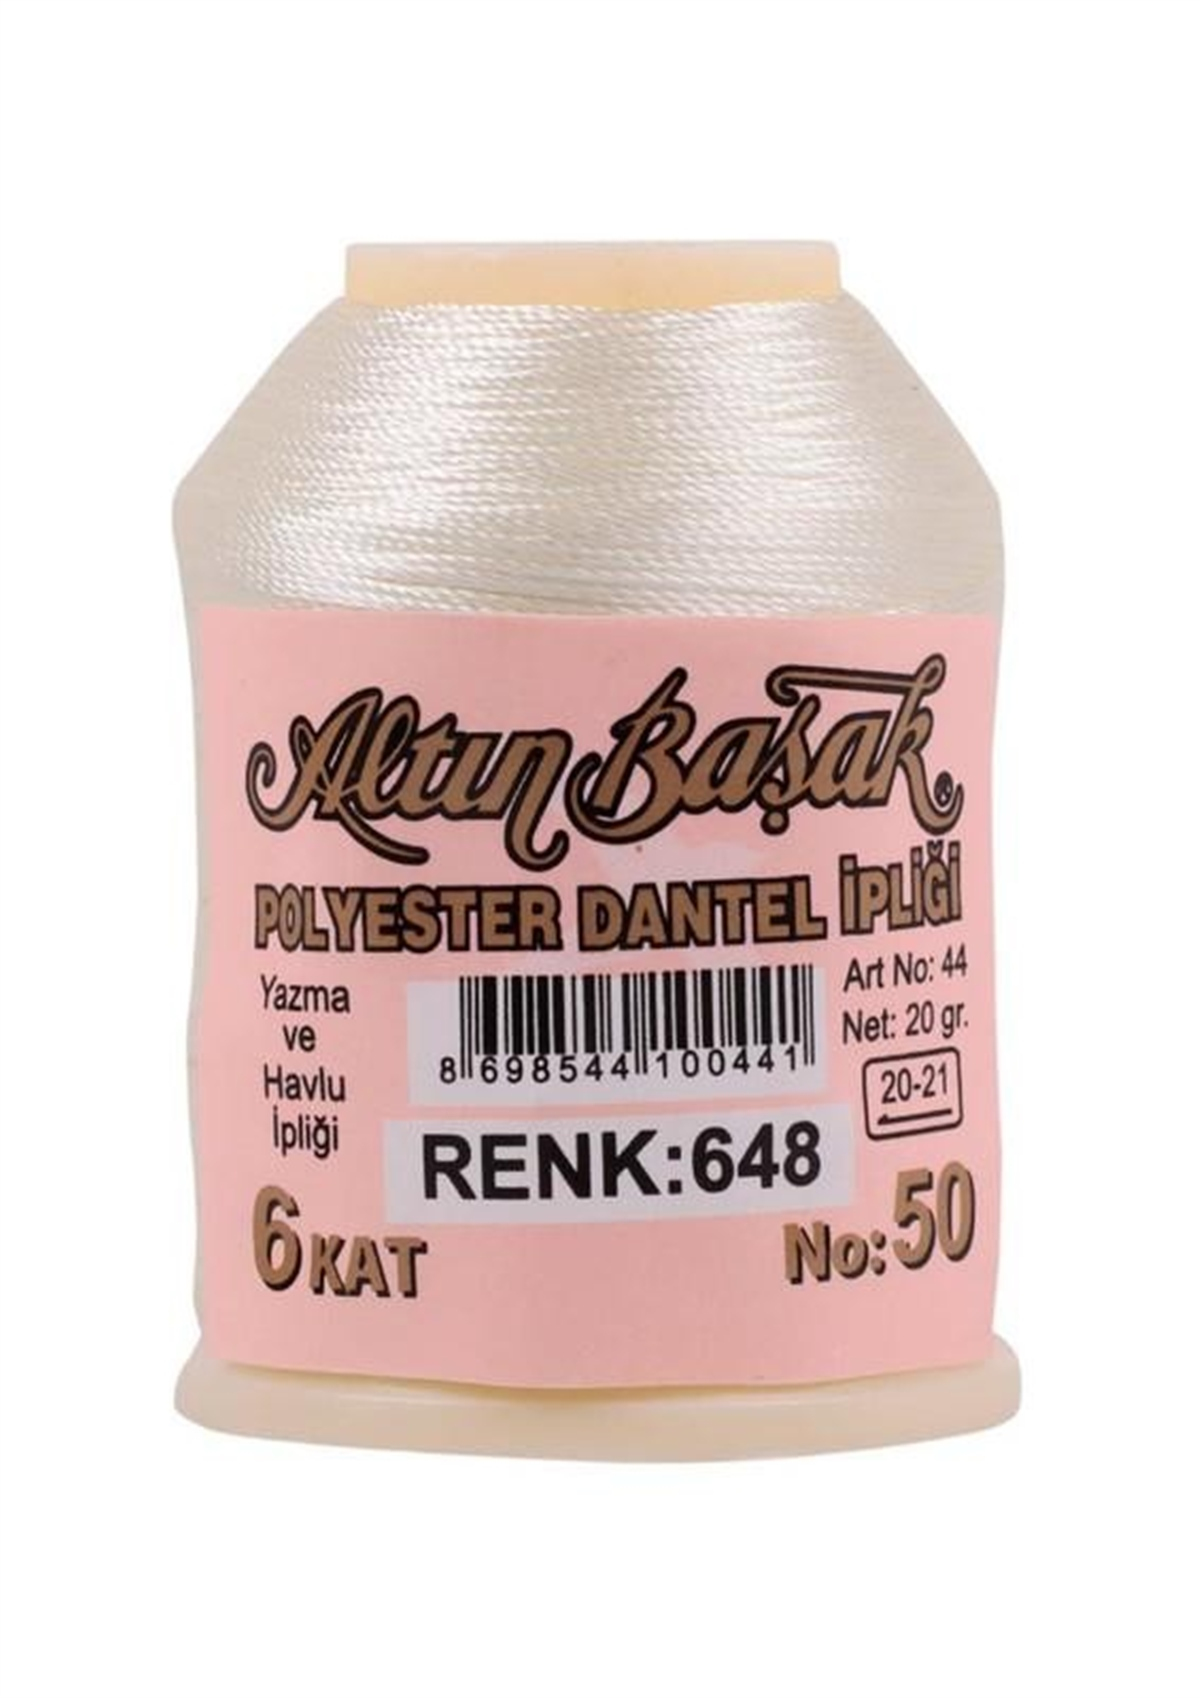 Altın Başak®
POLYESTER DANTEL İPLİĞİ
Yazma
ve
Havlu
İpliği
8 698544 100441
Art No: 44
Net: 20 gr.
20-21
RENK:648
6 KAT
No: 50